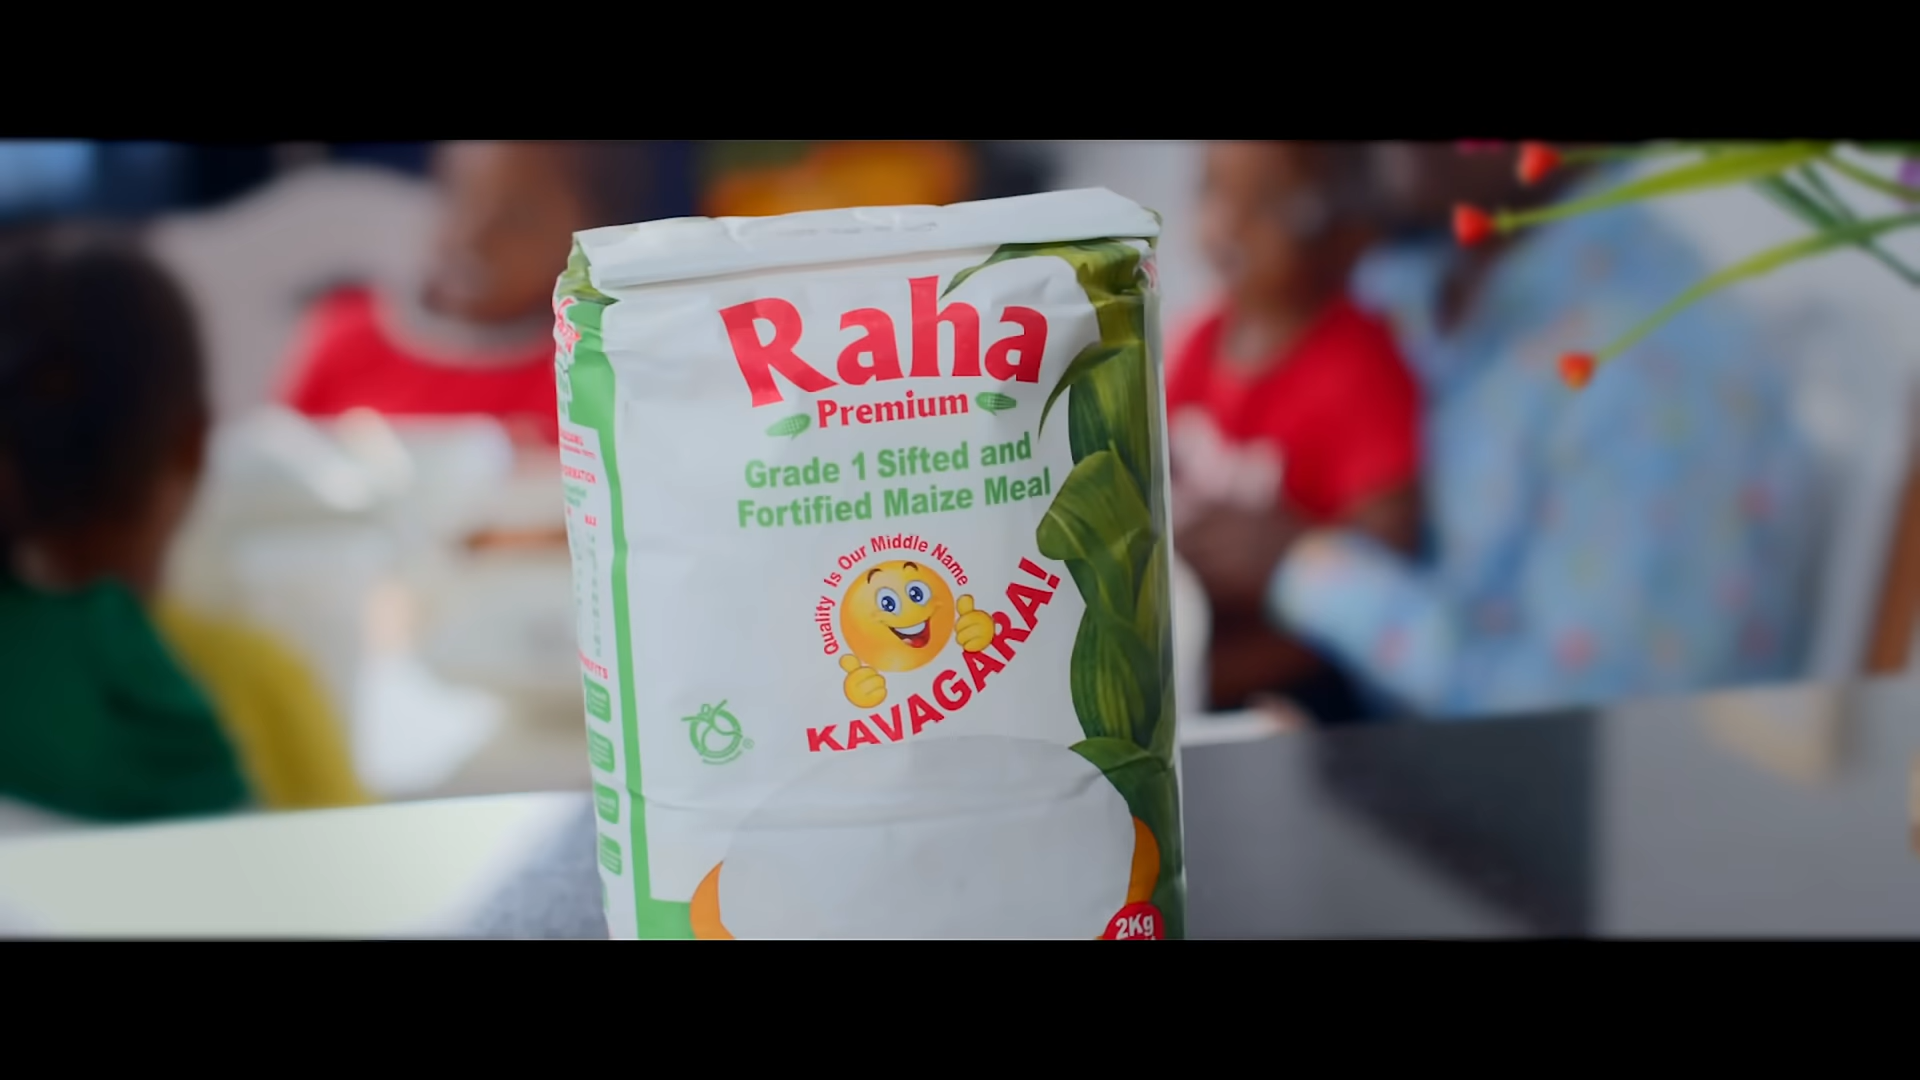 Raha
Premium
Grade 1 Sifted and
Fortified Maize Meal
Quality Is Our Middle Name
KAVAGARA!
2Kg